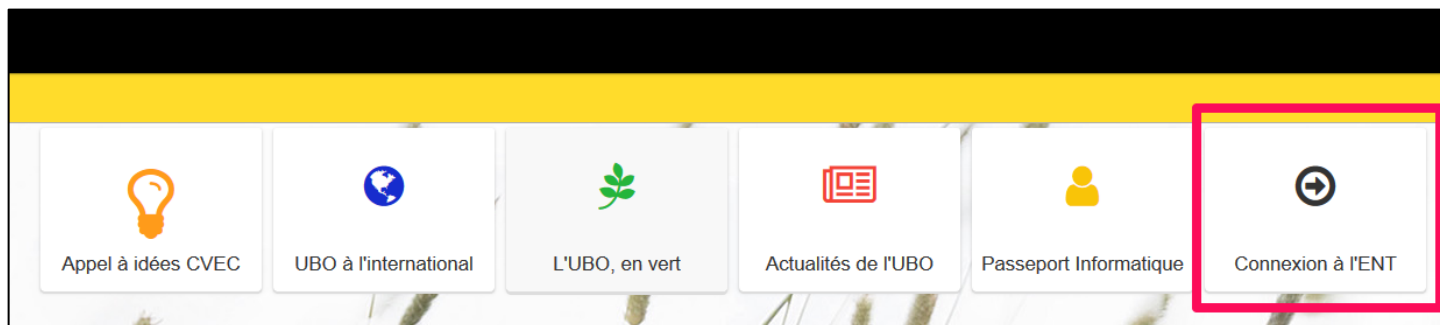 Appel à idées CVEC
UBO à l'international
L'UBO, en vert
Actualités de l'UBO
Passeport Informatique
Connexion à l'ENT